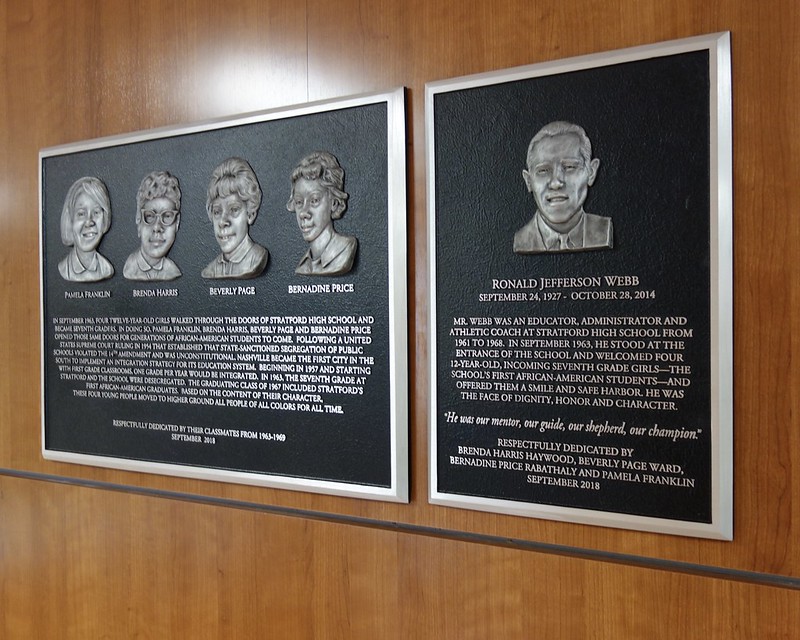 PAMELA FRANKLIN
BRENDA HARRIS
BEVERLY PAGE
BERNADINE PRICE
IN SEPTEMBER 1963, FOUR TWELVE-YEAR-OLD GIRLS WALKED THROUGH THE DOORS OF STRATFORD HIGH SCHOOL AND
BECAME SEVENTH GRADERS. IN DOING SO, PAMELA FRANKLIN, BRENDA HARRIS, BEVERLY PAGE AND BERNADINE PRICE
OPENED THOSE SAME DOORS FOR GENERATIONS OF AFRICAN-AMERICAN STUDENTS TO COME. FOLLOWING A UNITED
STATES SUPREME COURT RULING IN 1954 THAT ESTABLISHED THAT STATE-SANCTIONED SEGREGATION OF PUBLIC
SCHOOLS VIOLATED THE 14TH AMENDMENT AND WAS UNCONSTITUTIONAL, NASHVILLE BECAME THE FIRST CITY IN THE
SOUTH TO IMPLEMENT AN INTEGRATION STRATEGY FOR ITS EDUCATION SYSTEM. BEGINNING IN 1957 AND STARTING
WITH FIRST GRADE CLASSROOMS, ONE GRADE PER YEAR WOULD BE INTEGRATED. IN 1963, THE SEVENTH GRADE AT
STRATFORD AND THE SCHOOL WERE DESEGREGATED. THE GRADUATING CLASS OF 1967 INCLUDED STRATFORD'S
FIRST AFRICAN-AMERICAN GRADUATES. BASED ON THE CONTENT OF THEIR CHARACTER,
THESE FOUR YOUNG PEOPLE MOVED TO HIGHER GROUND ALL PEOPLE OF ALL COLORS FOR ALL TIME.
RESPECTFULLY DEDICATED BY THEIR CLASSMATES FROM 1963-1969
SEPTEMBER 2018
RONALD JEFFERSON WEBB
SEPTEMBER 24, 1927 - OCTOBER 28, 2014
MR. WEBB WAS AN EDUCATOR, ADMINISTRATOR AND
ATHLETIC COACH AT STRATFORD HIGH SCHOOL FROM
1961 TO 1968. IN SEPTEMBER 1963, HE STOOD AT THE
ENTRANCE OF THE SCHOOL AND WELCOMED FOUR
12-YEAR-OLD, INCOMING SEVENTH GRADE GIRLS—THE
SCHOOL'S FIRST AFRICAN-AMERICAN STUDENTS—AND
OFFERED THEM A SMILE AND SAFE HARBOR. HE WAS
THE FACE OF DIGNITY, HONOR AND CHARACTER.
"He was our mentor, our guide, our shepherd, our champion."
RESPECTFULLY DEDICATED BY
BRENDA HARRIS HAYWOOD, BEVERLY PAGE WARD,
BERNADINE PRICE RABATHALY AND PAMELA FRANKLIN
SEPTEMBER 2018